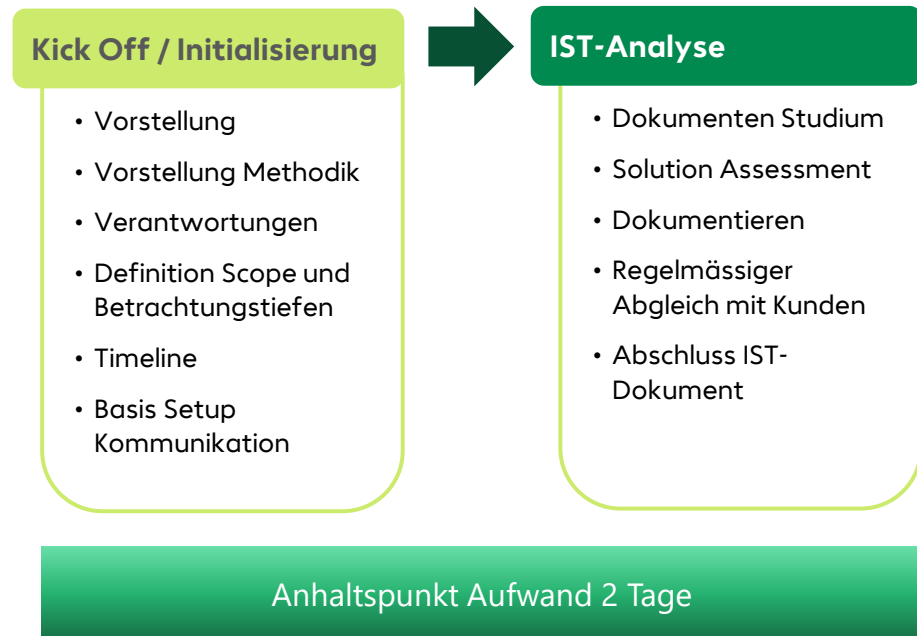 Kick Off / Initialisierung
• Vorstellung
• Vorstellung Methodik
• Verantwortungen
• Definition Scope und
Betrachtungstiefen
• Timeline
• Basis Setup
Kommunikation
IST-Analyse
• Dokumenten Studium
• Solution Assessment
• Dokumentieren
• Regelmässiger
Abgleich mit Kunden
• Abschluss IST-
Dokument
Anhaltspunkt Aufwand 2 Tage